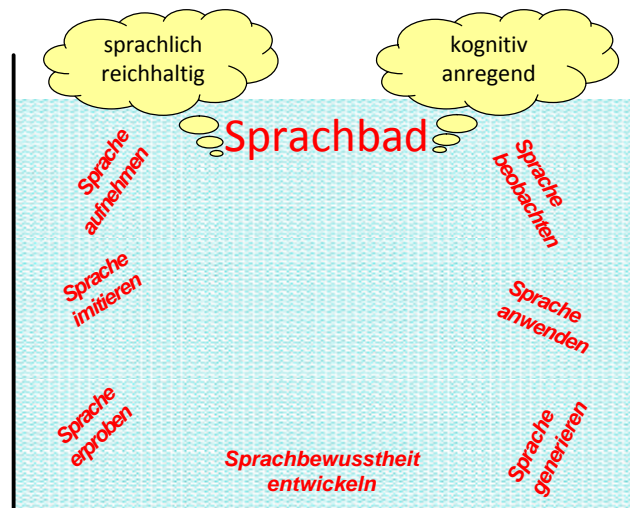 sprachlich
reichhaltig
kognitiv
anregend
Sprachbad
Sprache
aufnehmen
Sprache
beobachten
Sprache
imitieren
Sprache
anwenden
Sprache
erproben
Sprachbewusstheit
entwickeln
Sprache
generieren